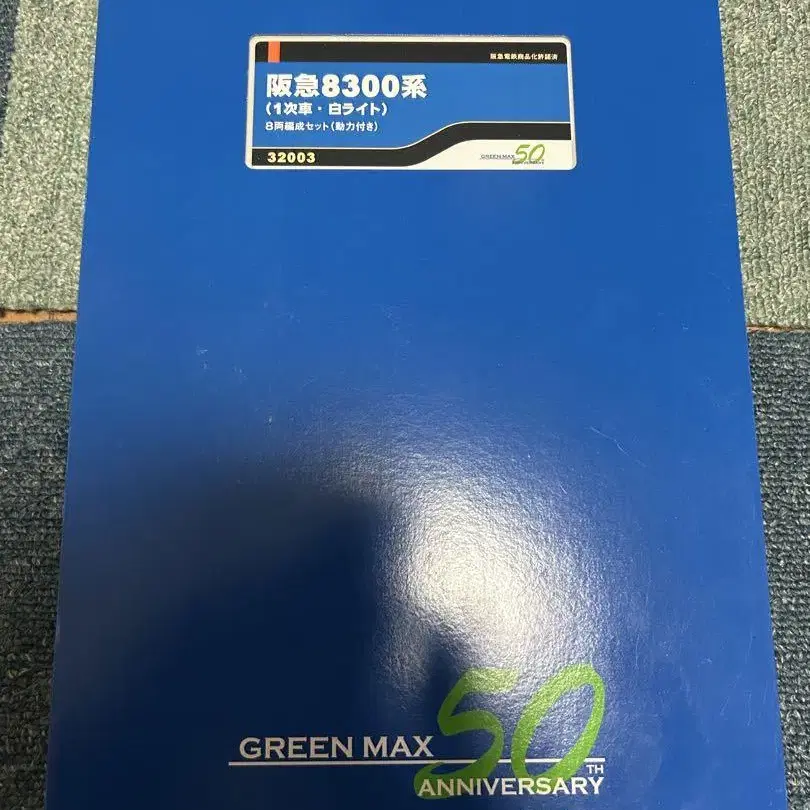 阪急電鉄商品化許諾済
阪急8300系
(1次車・白ライト)
8両編成セット(動力付き)
32003
GREEN MAX 50
GREEN MAX 50TH
ANNIVERSARY